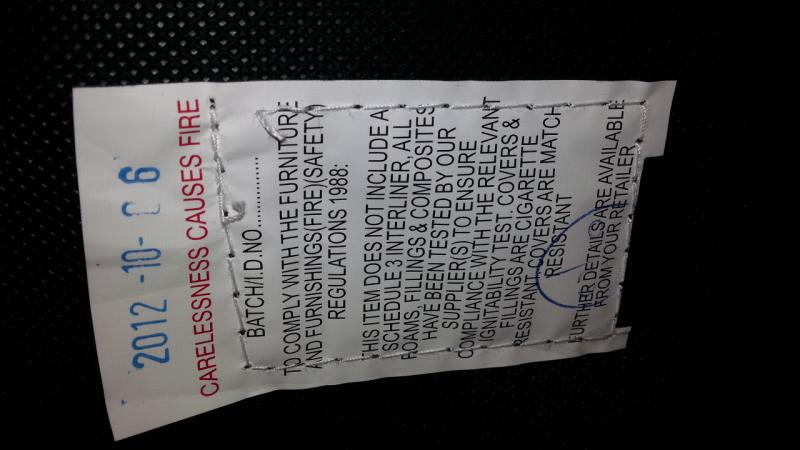 2012 -10- 06
CARELESSNESS CAUSES FIRE
BATCH/I.D.NO...............
TO COMPLY WITH THE FURNITURE
AND FURNISHINGS(FIRE)(SAFETY)
REGULATIONS 1988:
THIS ITEM DOES NOT INCLUDE A
SCHEDULE 3 INTERLINER, ALL
FOAMS, FILLINGS & COMPOSITES
HAVE BEEN TESTED BY OUR
SUPPLIER(S) TO ENSURE
COMPLIANCE WITH THE RELEVANT
IGNITABILITY TEST. COVERS &
FILLINGS ARE CIGARETTE
RESISTANT. COVERS ARE MATCH
RESISTANT
FURTHER DETAILS ARE AVAILABLE
FROM YOUR RETAILER